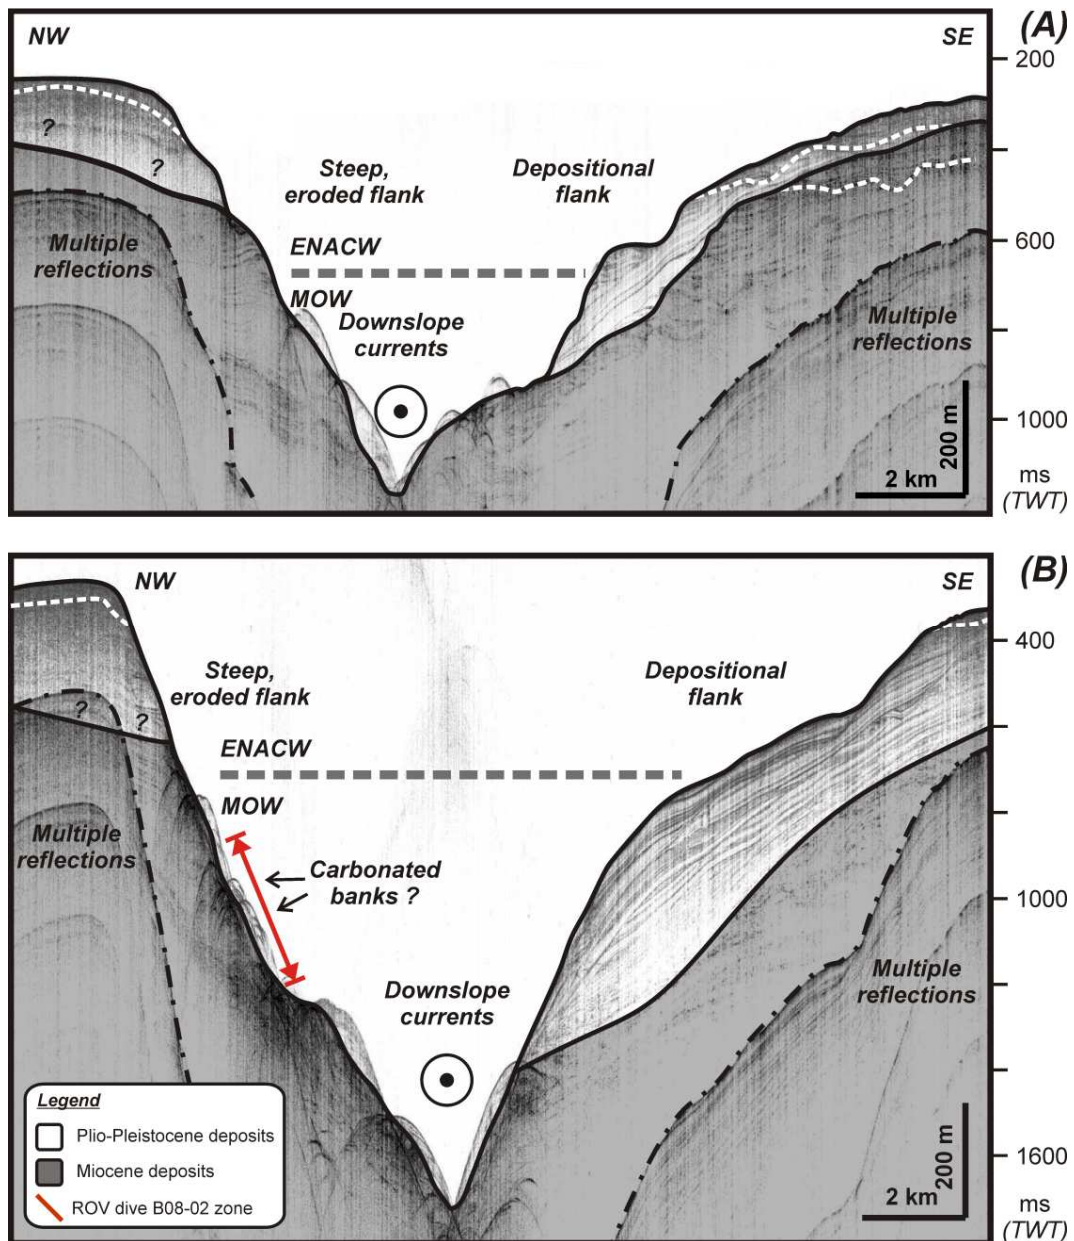 NW
SE
(A)
200
?
?
Steep,
eroded flank
Depositional
flank
Multiple
reflections
ENACW
MOW
600
Downslope
currents
Multiple
reflections
1000
2 km
200 m
ms
(TWT)
NW
SE
(B)
400
Steep,
eroded flank
Depositional
flank
?
?
ENACW
MOW
Multiple
reflections
Carbonated
banks ?
1000
Downslope
currents
Multiple
reflections
Legend
Plio-Pleistocene deposits
Miocene deposits
ROV dive B08-02 zone
1600
2 km
200 m
ms
(TWT)